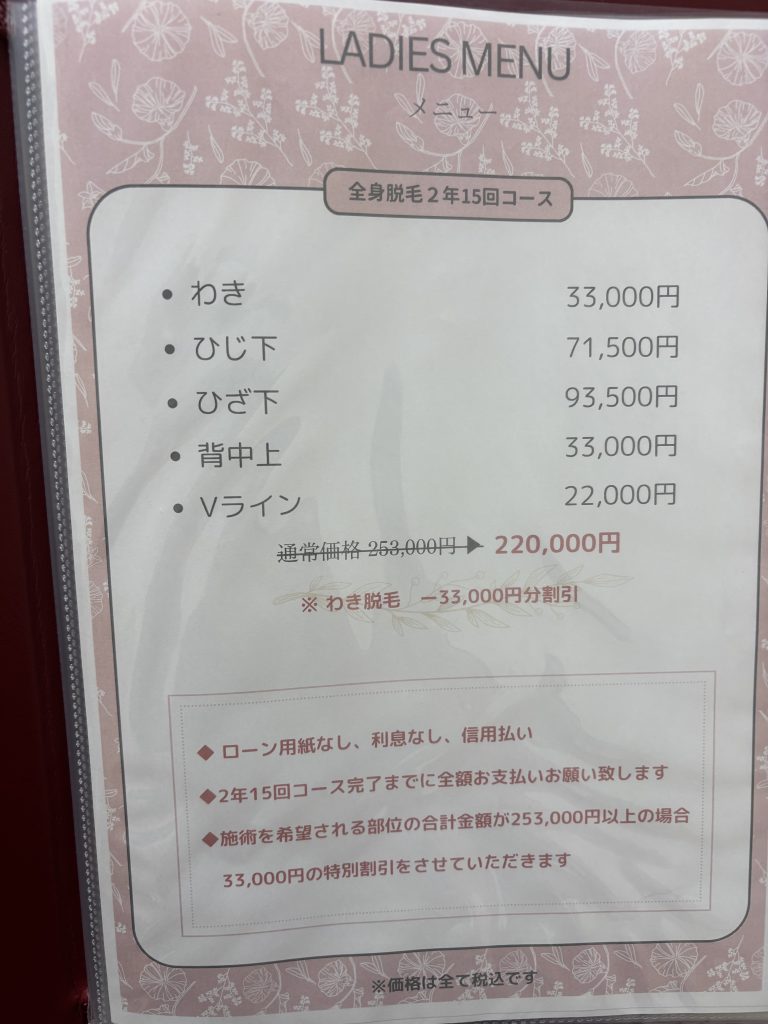 LADIES MENU
メニュー
全身脱毛2年15回コース
• わき 33,000円
• ひじ下 71,500円
• ひざ下 93,500円
• 背中上 33,000円
• Vライン 22,000円
通常価格 253,000円 ▶ 220,000円
※ わき脱毛 −33,000円分割引
◆ ローン用紙なし、利息なし、信用払い
◆2年15回コース完了までに全額お支払いお願い致します
◆施術を希望される部位の合計金額が253,000円以上の場合
33,000円の特別割引をさせていただきます
※価格は全て税込です